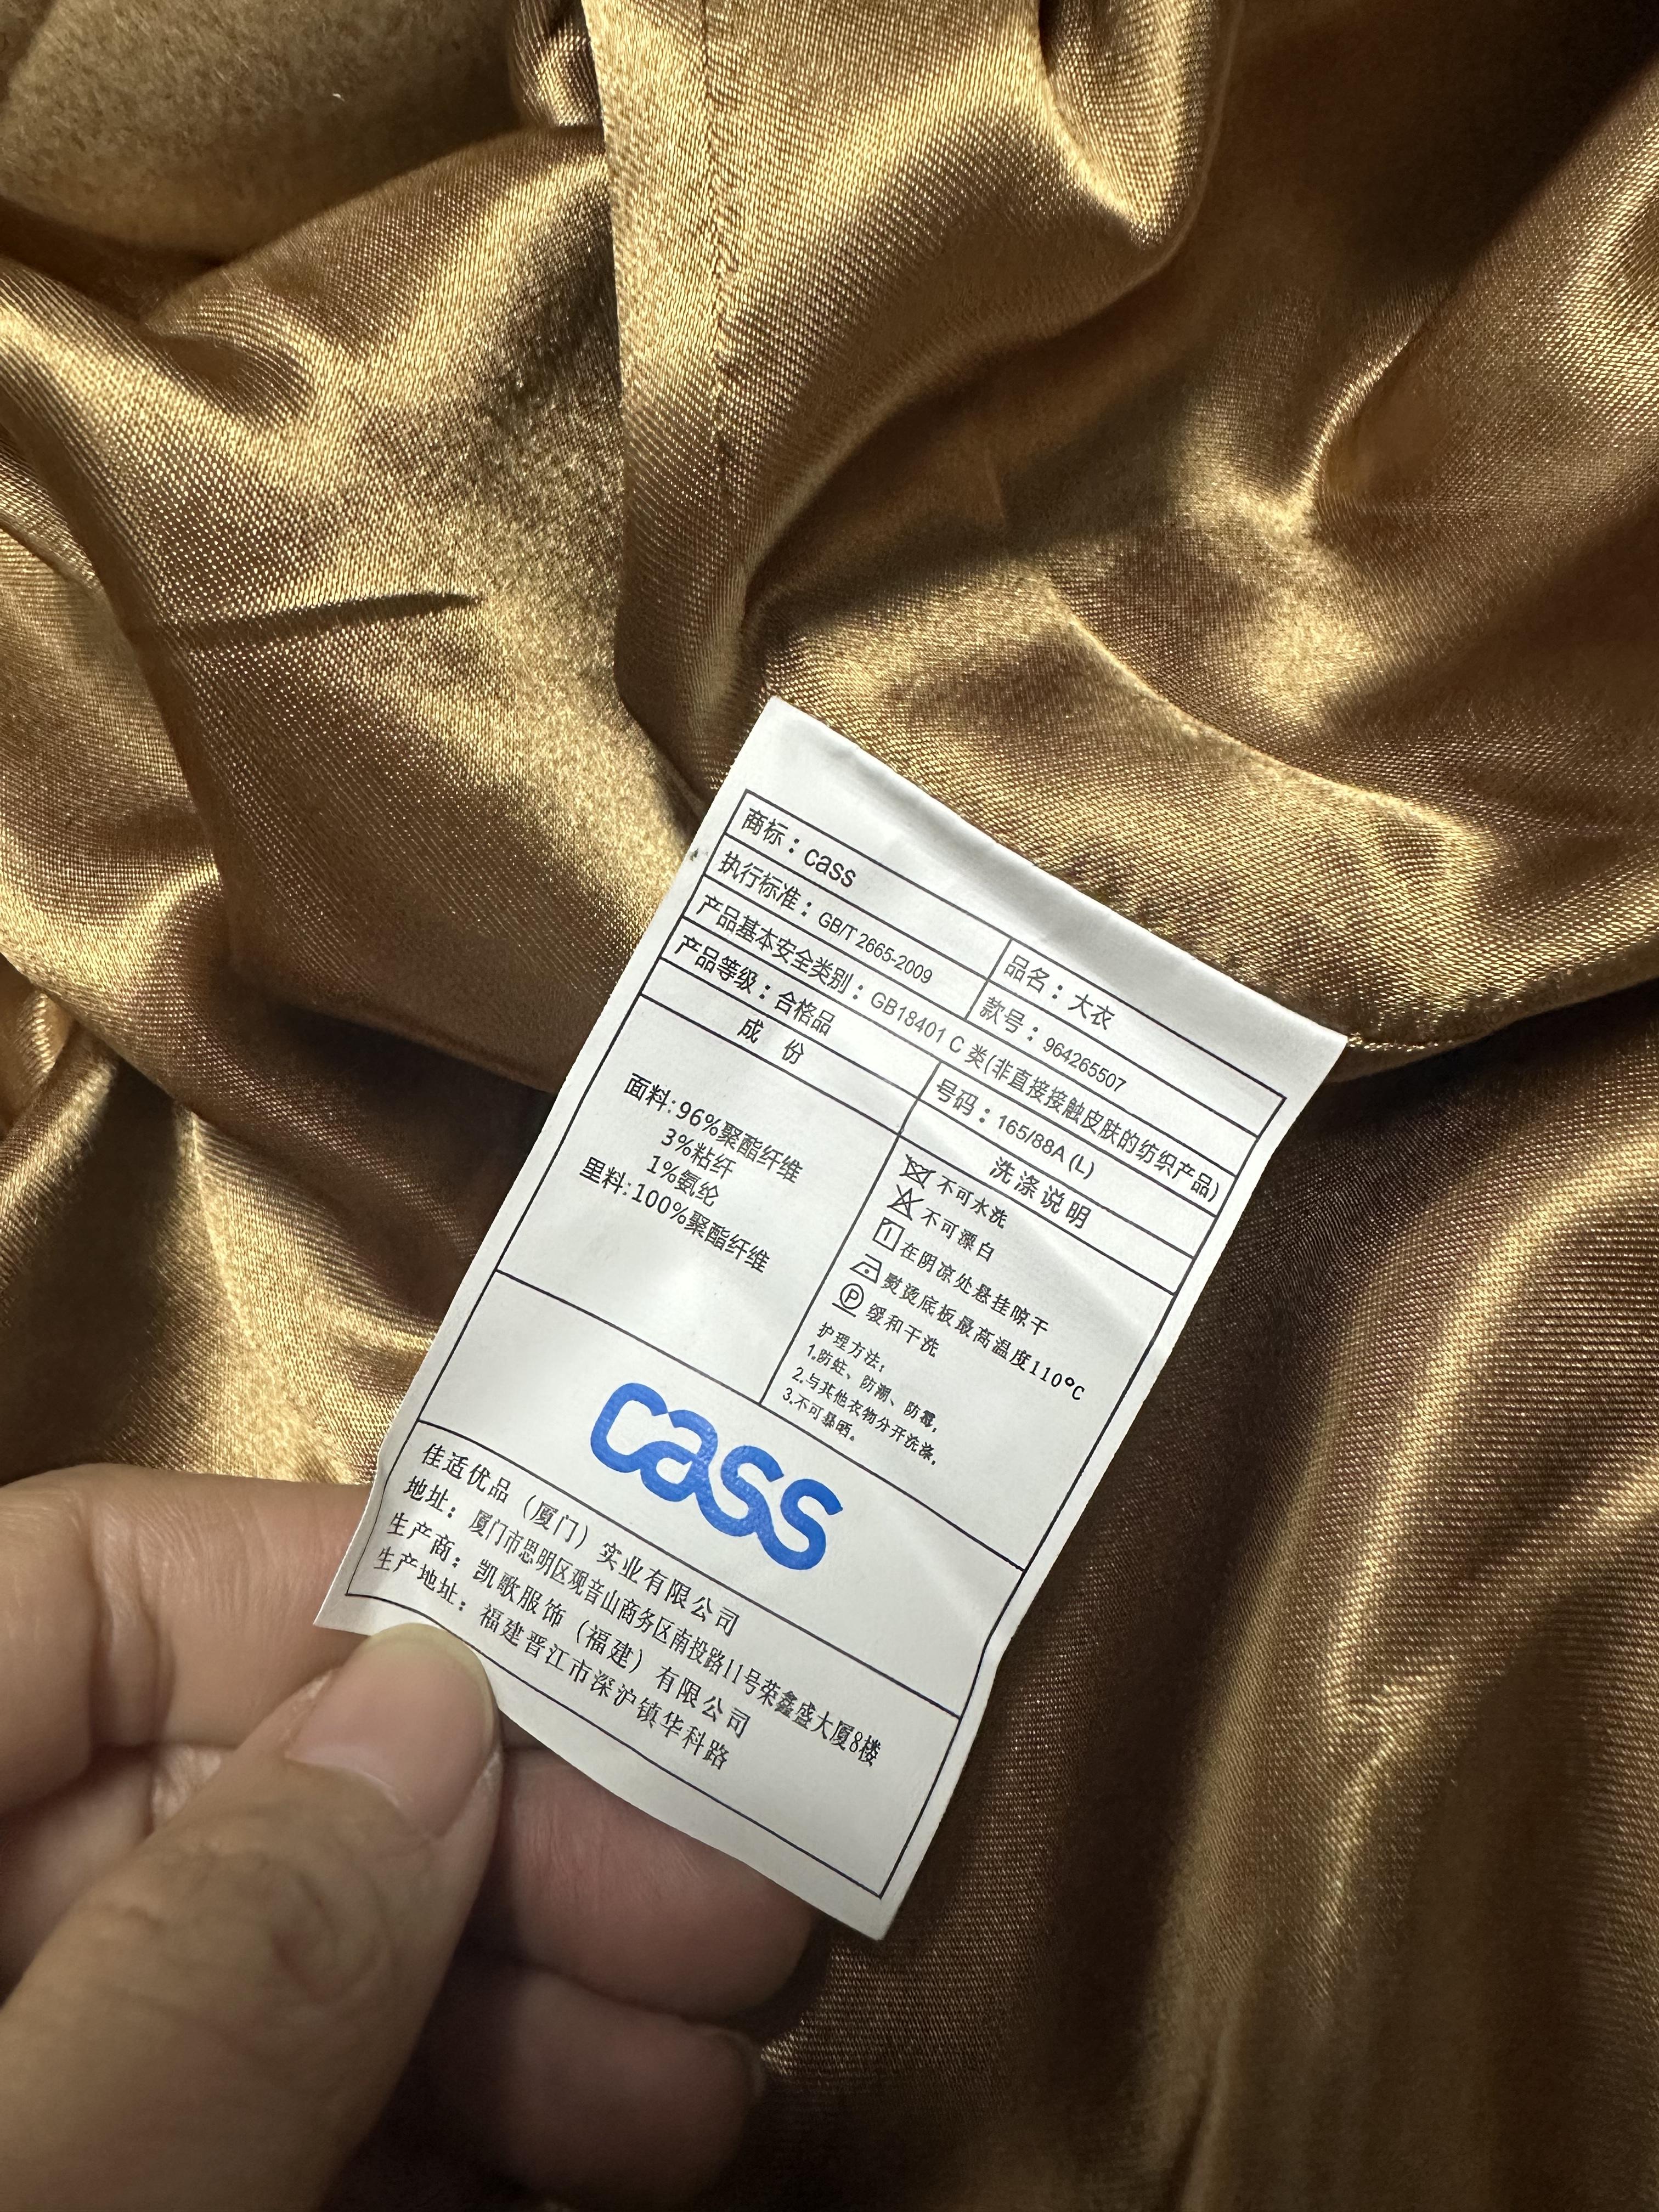 商标：cass
品名：大衣
执行标准：GB/T 2665-2009
款号：964265507
产品基本安全类别：GB18401 C 类(非直接接触皮肤的纺织产品)
产品等级：合格品
号码：165/88A (L)
成 份
洗涤说明
面料:96%聚酯纤维
3%粘纤
1%氨纶
里料:100%聚酯纤维
不可水洗
不可漂白
在阴凉处悬挂晾干
熨烫底板最高温度110°C
P 缓和干洗
护理方法:
1.防蛀、防潮、防霉,
2.与其他衣物分开洗涤,
3.不可暴晒。
cass
佳适优品（厦门）实业有限公司
地址：厦门市思明区观音山商务区南投路11号荣鑫盛大厦8楼
生产商：凯歌服饰（福建）有限公司
生产地址：福建晋江市深沪镇华科路